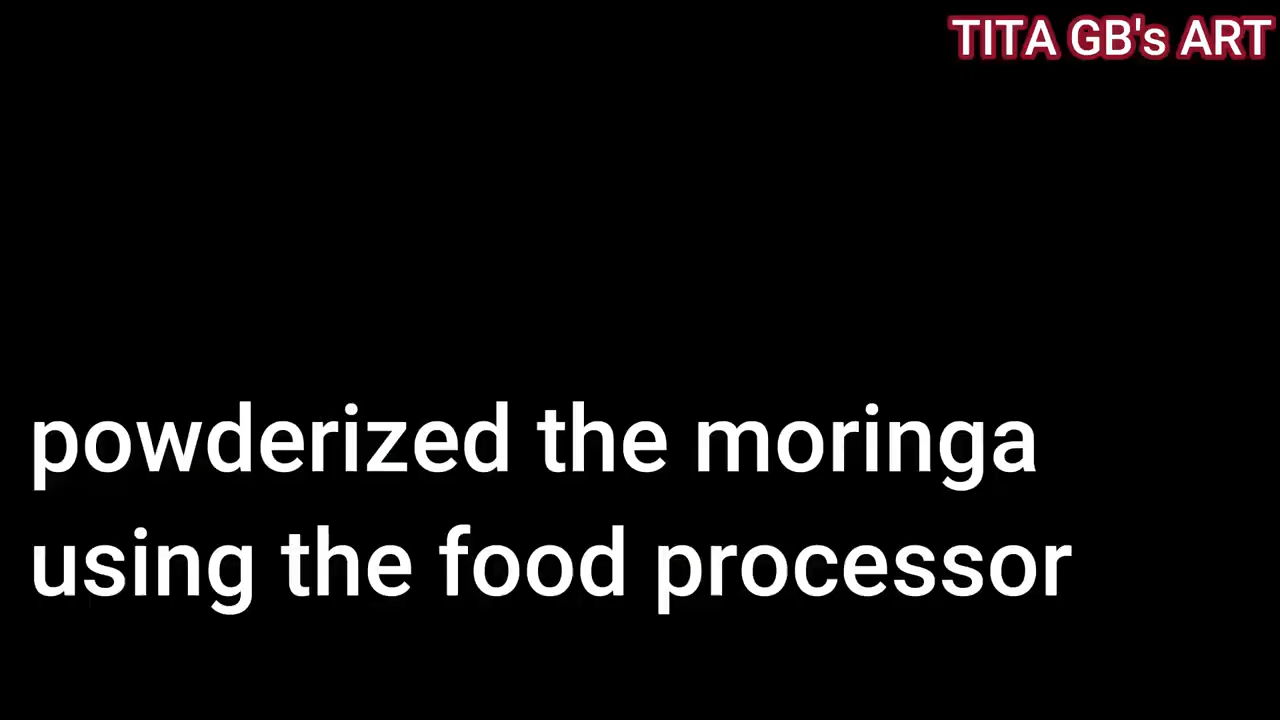 TITA GB's ART
powderized the moringa
using the food processor